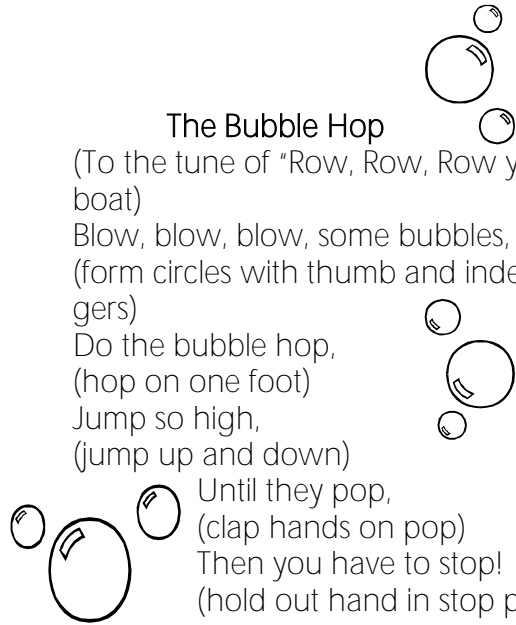 The Bubble Hop
(To the tune of "Row, Row, Row y
boat)
Blow, blow, blow, some bubbles,
(form circles with thumb and inde
gers)
Do the bubble hop,
(hop on one foot)
Jump so high,
(jump up and down)
Until they pop,
(clap hands on pop)
Then you have to stop!
(hold out hand in stop p